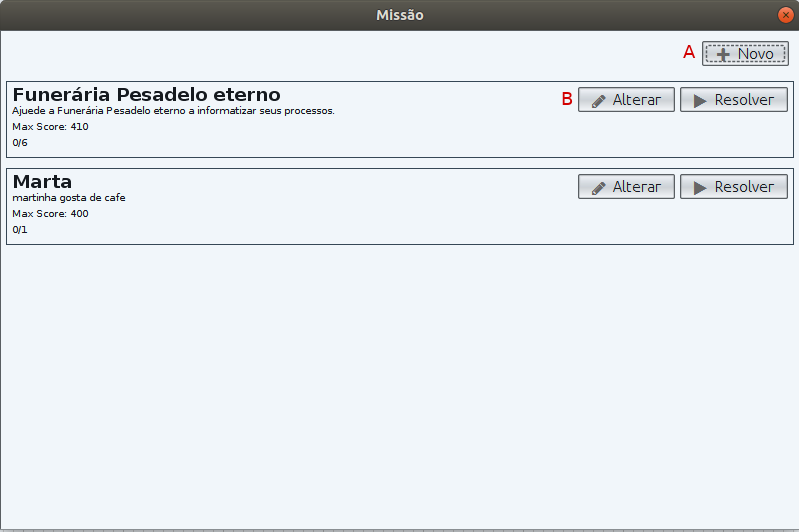 Missão
A Novo
Funerária Pesadelo eterno
B Alterar Resolver
Ajuede a Funerária Pesadelo eterno a informatizar seus processos.
Max Score: 410
0/6
Marta
Alterar Resolver
martinha gosta de cafe
Max Score: 400
0/1